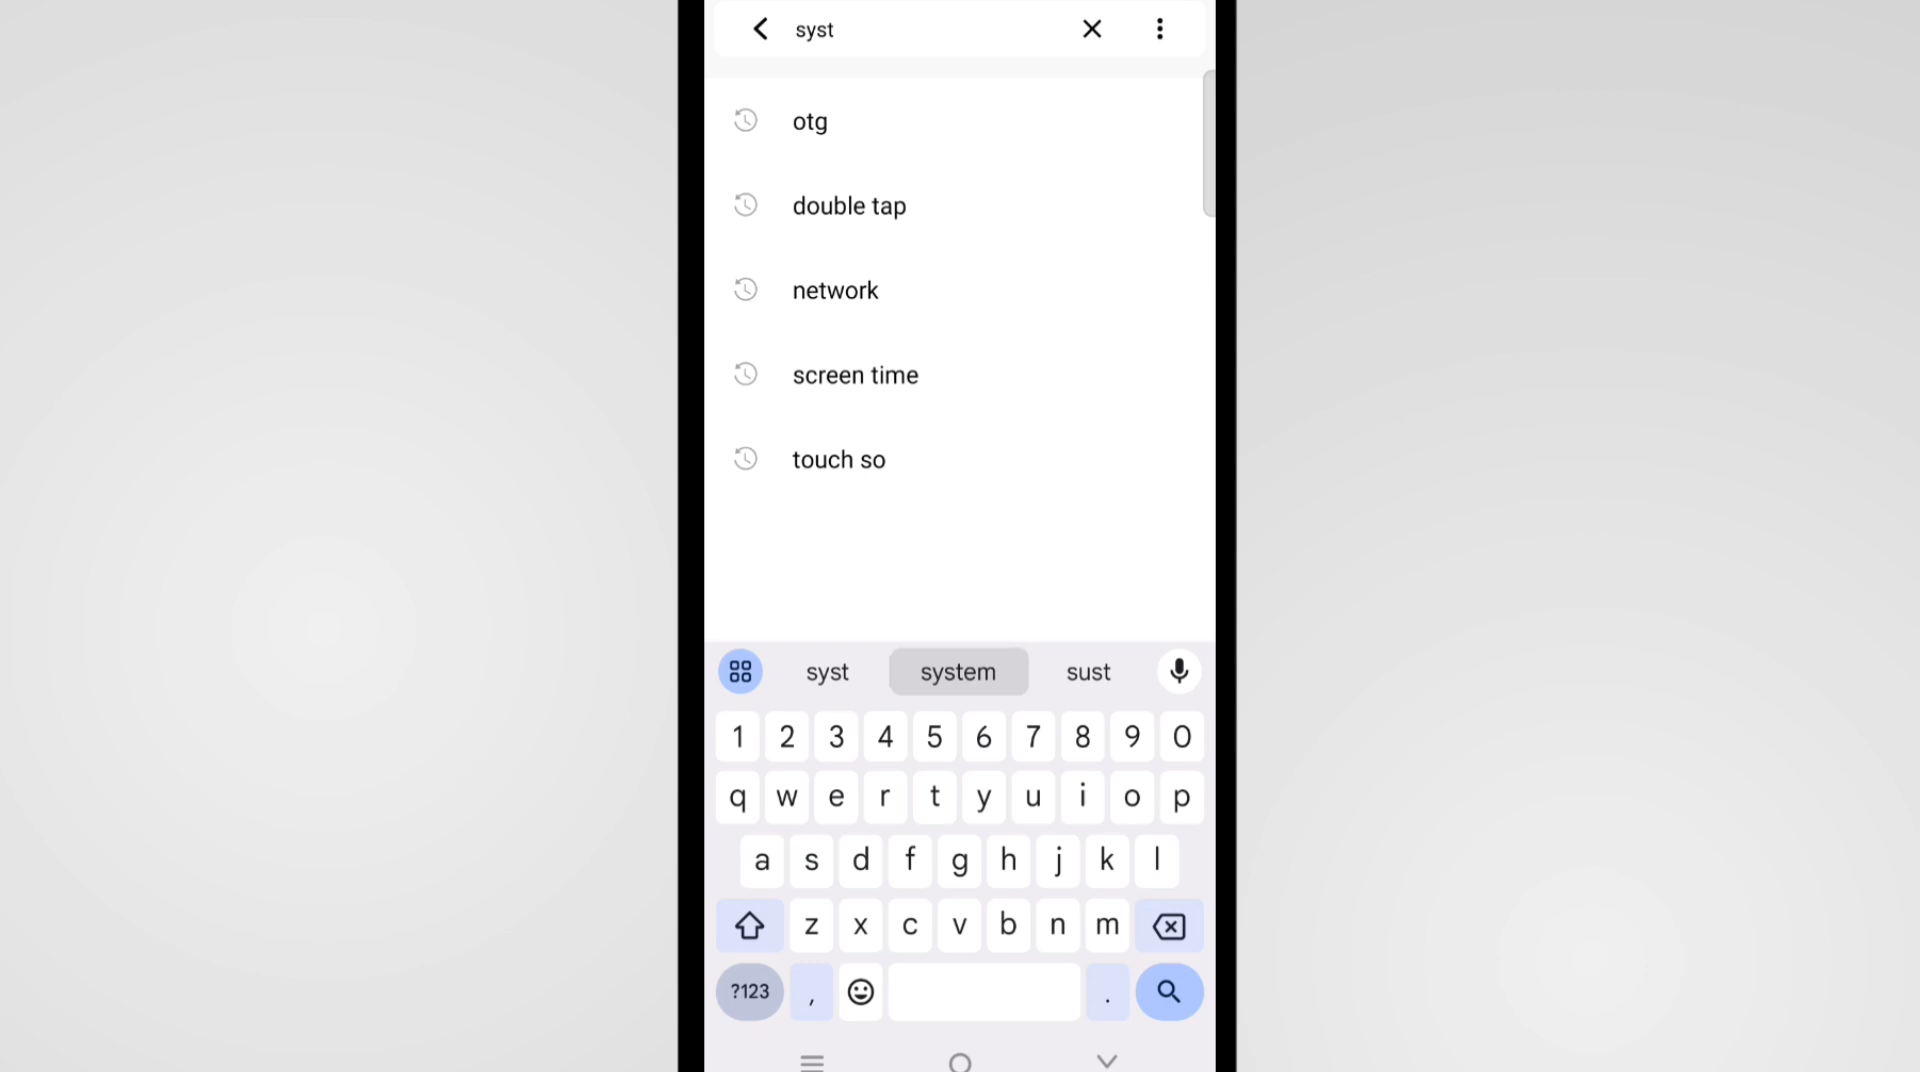 syst
otg
double tap
network
screen time
touch so
syst system sust
1 2 3 4 5 6 7 8 9 0
q w e r t y u i o p
a s d f g h j k l
z x c v b n m
?123 , .